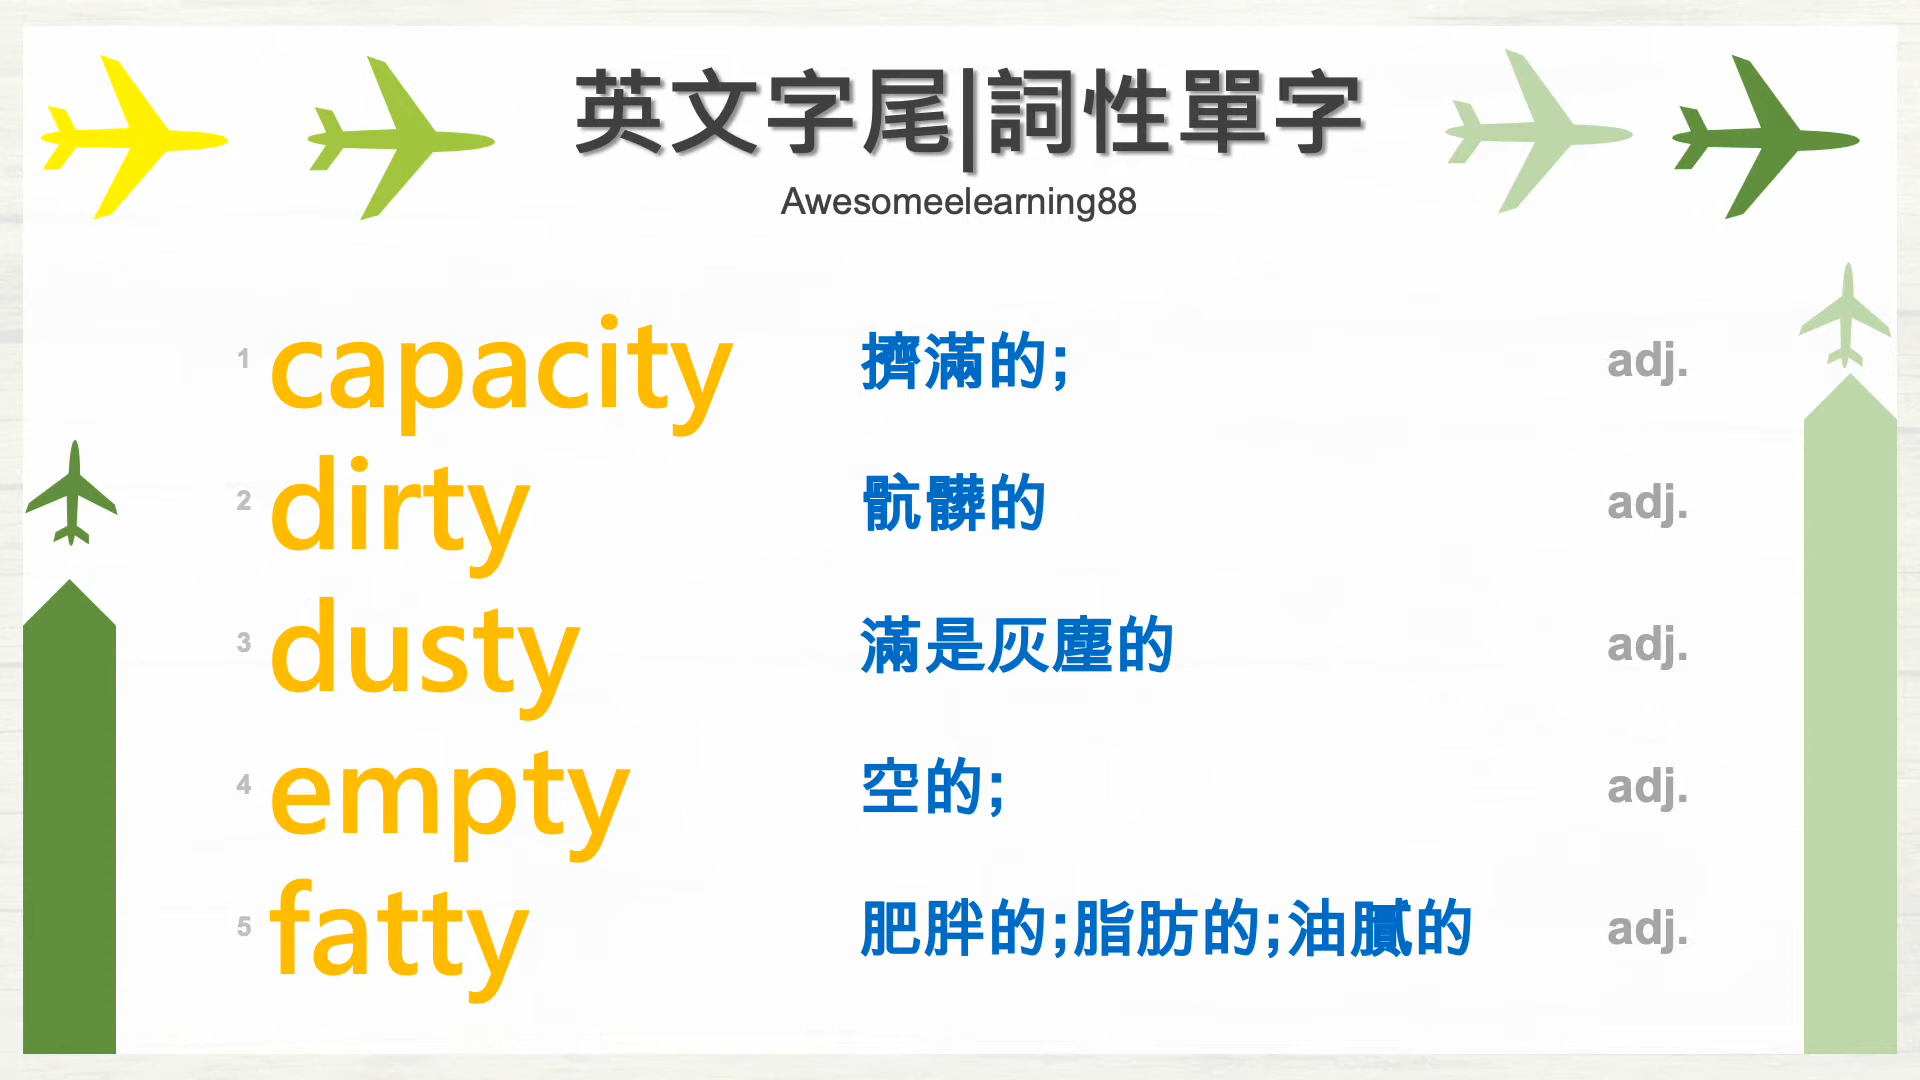 英文字尾|詞性單字
Awesomeelearning88
1 capacity 擠滿的; adj.
2 dirty 骯髒的 adj.
3 dusty 滿是灰塵的 adj.
4 empty 空的; adj.
5 fatty 肥胖的;脂肪的;油膩的 adj.